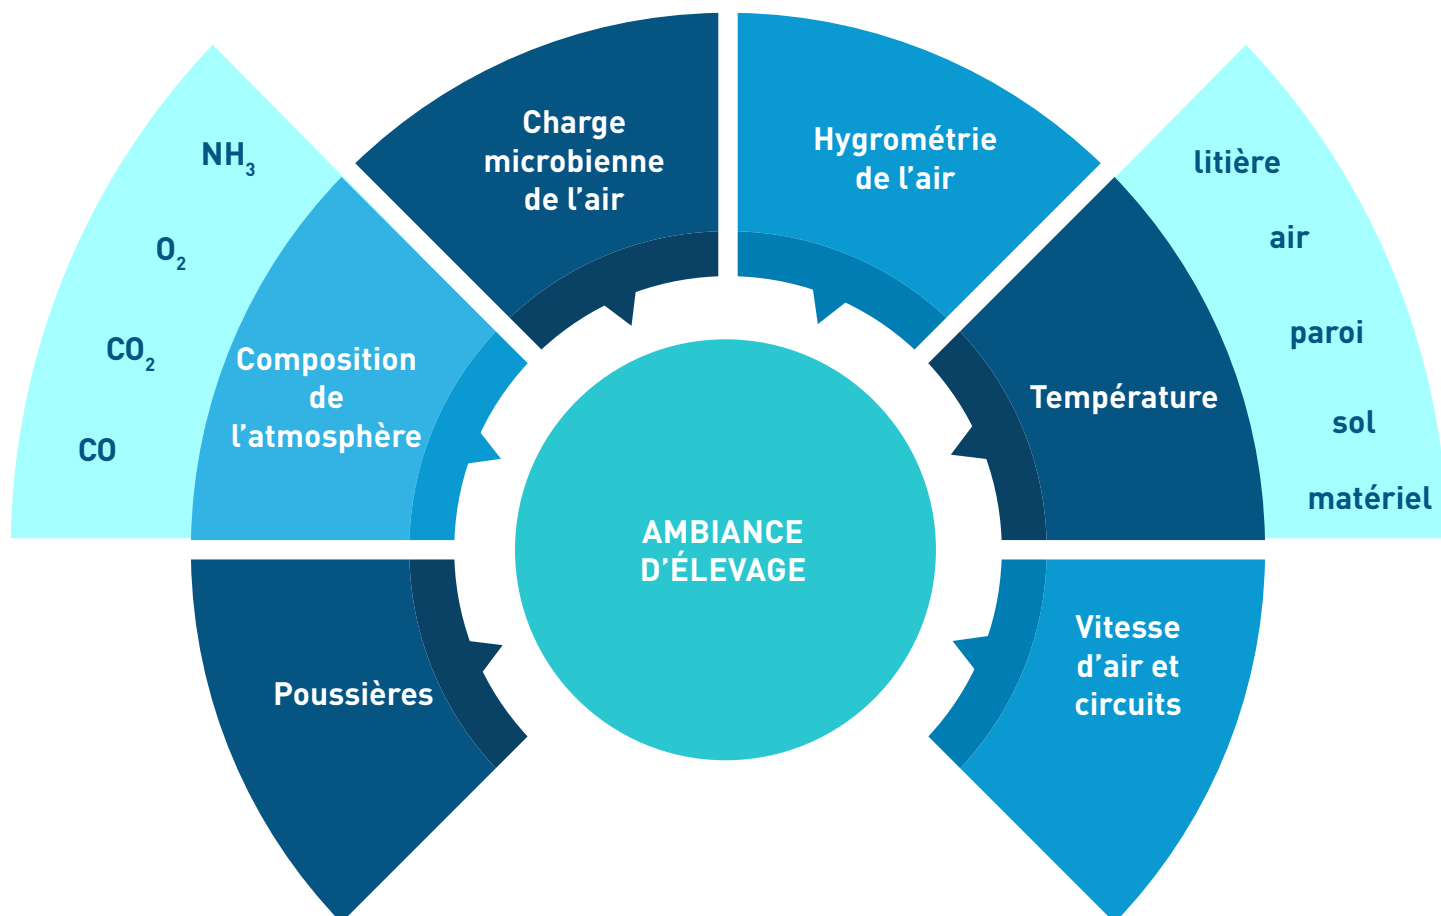 Charge
microbienne
de l’air
Hygrométrie
de l’air
NH₃
O₂
CO₂
CO
Composition
de
l’atmosphère
litière
air
paroi
sol
matériel
Température
AMBIANCE
D’ÉLEVAGE
Poussières
Vitesse
d’air et
circuits